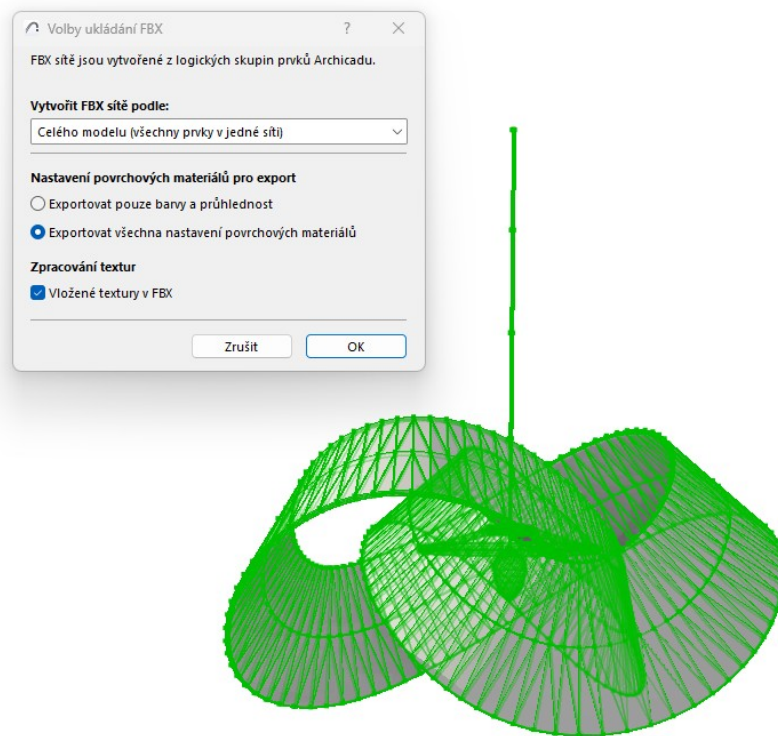 Volby ukládání FBX
?
FBX sítě jsou vytvořené z logických skupin prvků Archicadu.
Vytvořit FBX sítě podle:
Celého modelu (všechny prvky v jedné síti)
Nastavení povrchových materiálů pro export
Exportovat pouze barvy a průhlednost
Exportovat všechna nastavení povrchových materiálů
Zpracování textur
Vložené textury v FBX
Zrušit
OK